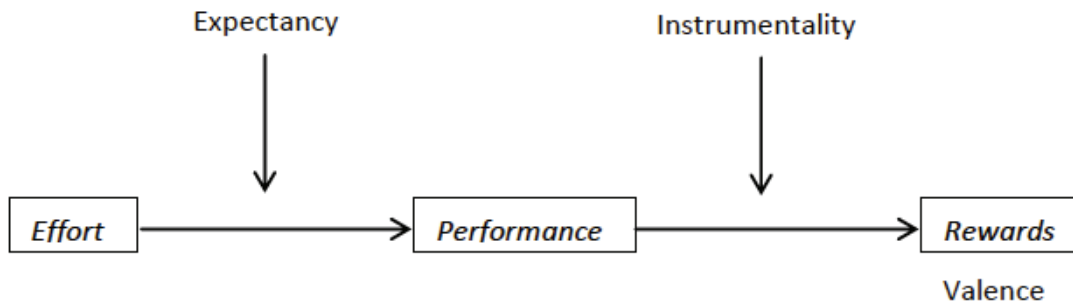 Expectancy
Instrumentality
Effort
Performance
Rewards
Valence